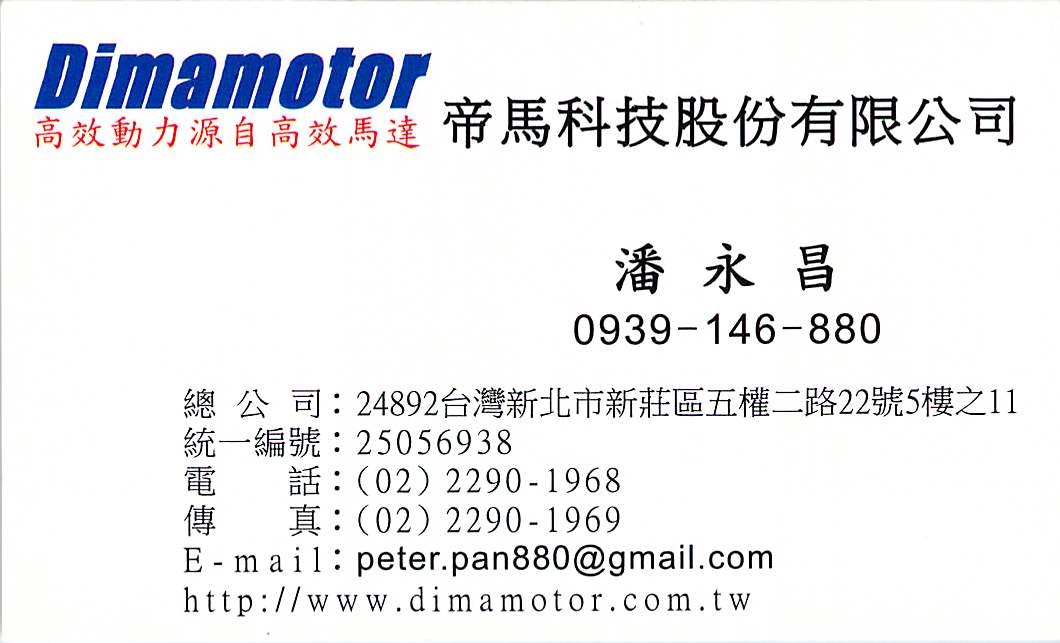 Dimamotor
高效動力源自高效馬達
帝馬科技股份有限公司
潘永昌
0939-146-880
總公司：24892台灣新北市新莊區五權二路22號5樓之11
統一編號：25056938
電話：(02) 2290-1968
傳真：(02) 2290-1969
E-mail：peter.pan880@gmail.com
http://www.dimamotor.com.tw